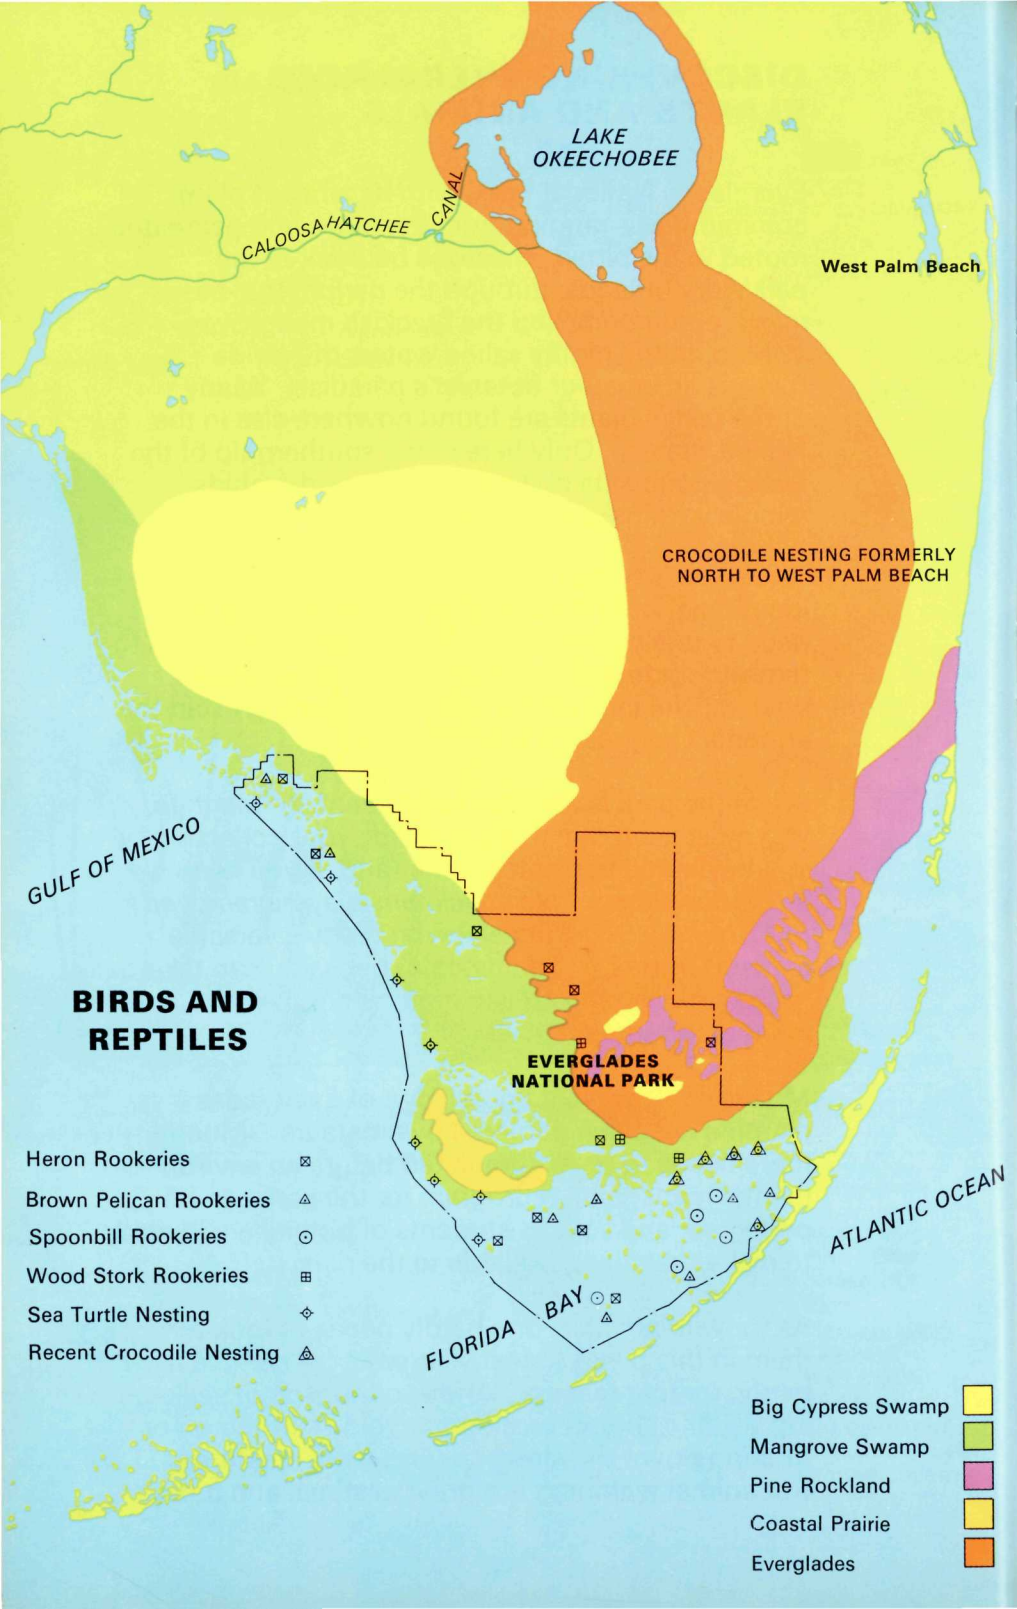 LAKE
OKEECHOBEE
CANAL
CALOOSAHATCHEE
West Palm Beach
CROCODILE NESTING FORMERLY
NORTH TO WEST PALM BEACH
GULF OF MEXICO
BIRDS AND
REPTILES
EVERGLADES
NATIONAL PARK
Heron Rookeries
Brown Pelican Rookeries
Spoonbill Rookeries
Wood Stork Rookeries
Sea Turtle Nesting
Recent Crocodile Nesting
ATLANTIC OCEAN
FLORIDA BAY
Big Cypress Swamp
Mangrove Swamp
Pine Rockland
Coastal Prairie
Everglades